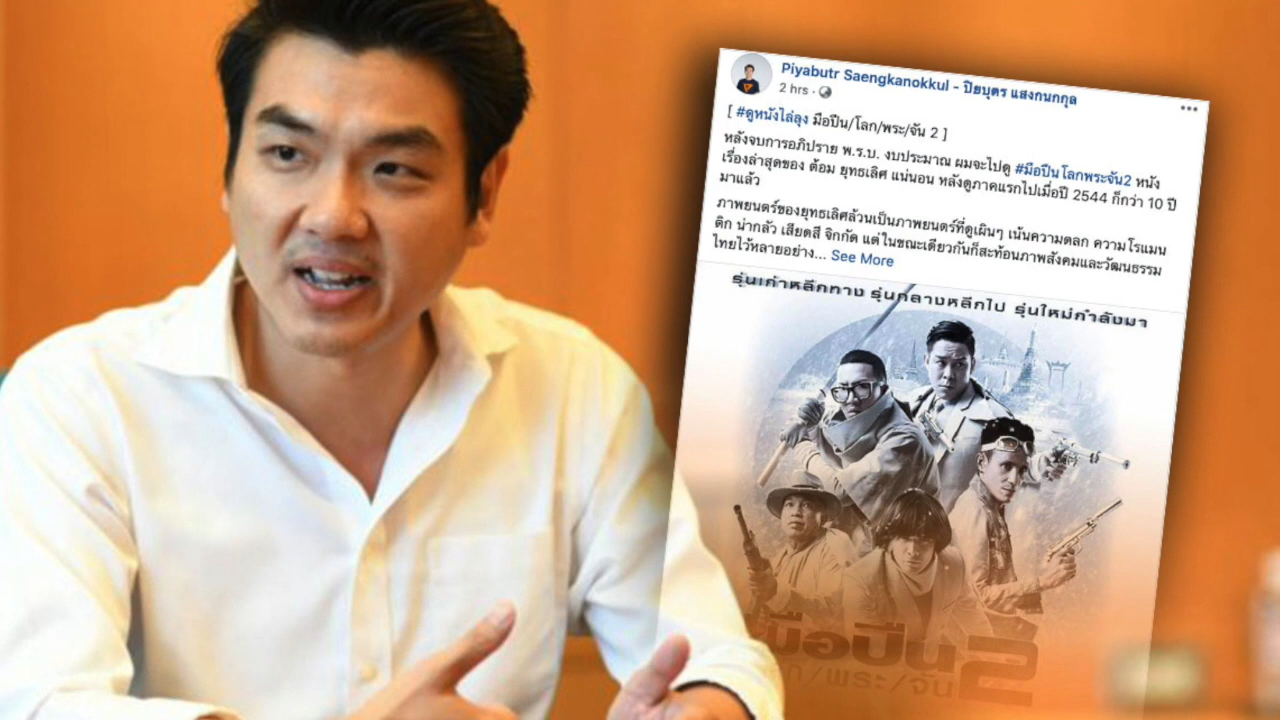 Piyabutr Saengkanokkul - ปิยบุตร แสงกนกกุล
2 hrs ·
[ #ดูหนังไล่ลุง มือปืน/โลก/พระ/จัน 2 ]
หลังจบการอภิปราย พ.ร.บ. งบประมาณ ผมจะไปดู #มือปืนโลกพระจัน2 หนัง
เรื่องล่าสุดของ ต้อม ยุทธเลิศ แน่นอน หลังดูภาคแรกไปเมื่อปี 2544 ก็กว่า 10 ปี
มาแล้ว
ภาพยนตร์ของยุทธเลิศล้วนเป็นภาพยนตร์ที่ดูเผินๆ เน้นความตลก ความโรแมน
ติก น่ากลัว เสียดสี จิกกัด แต่ในขณะเดียวกันก็สะท้อนภาพสังคมและวัฒนธรรม
ไทยไว้หลายอย่าง... See More
รุ่นเก๋าหลีกทาง รุ่นกลางหลีกไป รุ่นใหม่กำลังมา
มือปืน 2
/พระ/จัน